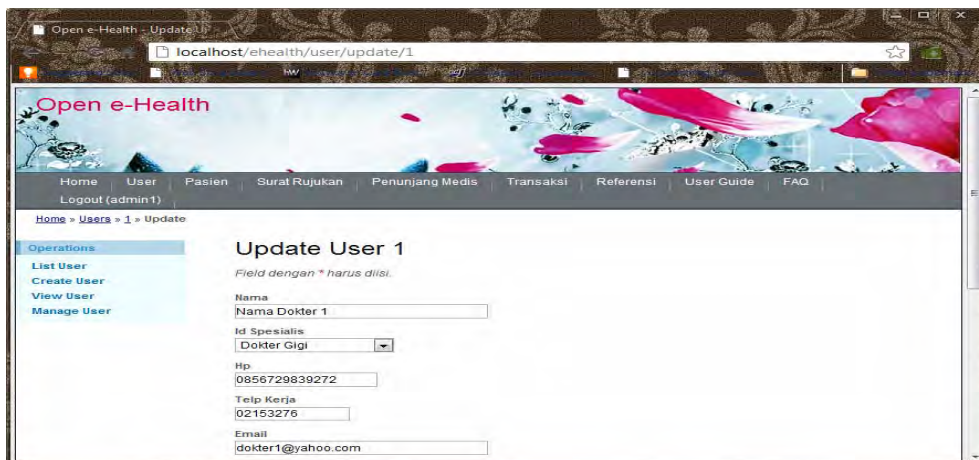 Open e-Health - Update U
localhost/ehealth/user/update/1
Open e-Health
Home User Pasien Surat Rujukan Penunjang Medis Transaksi Referensi User Guide FAQ
Logout (admin1)
Home » Users » 1 » Update
Operations
List User
Create User
View User
Manage User
Update User 1
Field dengan * harus diisi.
Nama
Nama Dokter 1
Id Spesialis
Dokter Gigi
Hp
0856729839272
Telp Kerja
02153276
Email
dokter1@yahoo.com